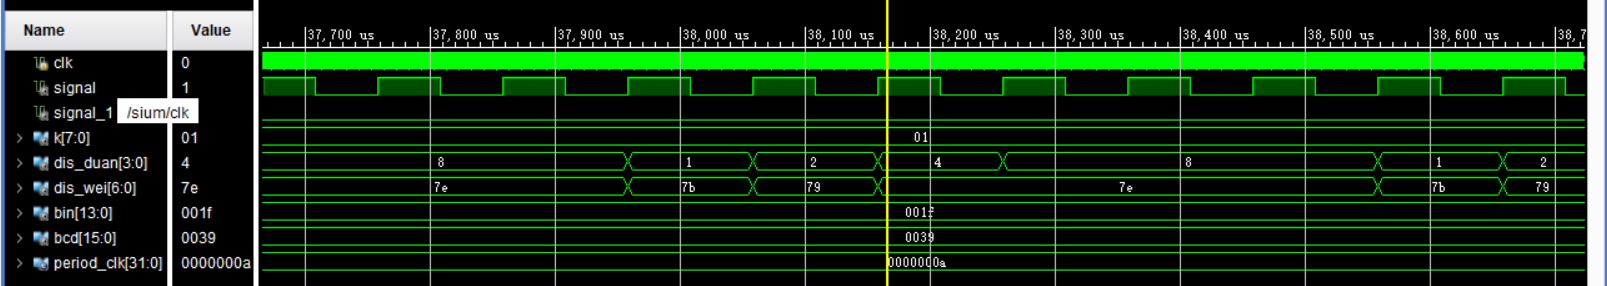 Name Value
37,700 us 37,800 us 37,900 us 38,000 us 38,100 us 38,200 us 38,300 us 38,400 us 38,500 us 38,600 us 38,7
clk 0
signal 1
signal_1 /sium/clk
k[7:0] 01 01
dis_duan[3:0] 4 8 1 2 4 8 1 2
dis_wei[6:0] 7e 7e 7b 79 7e 7b 79
bin[13:0] 001f 001f
bcd[15:0] 0039 0039
period_clk[31:0] 0000000a 0000000a